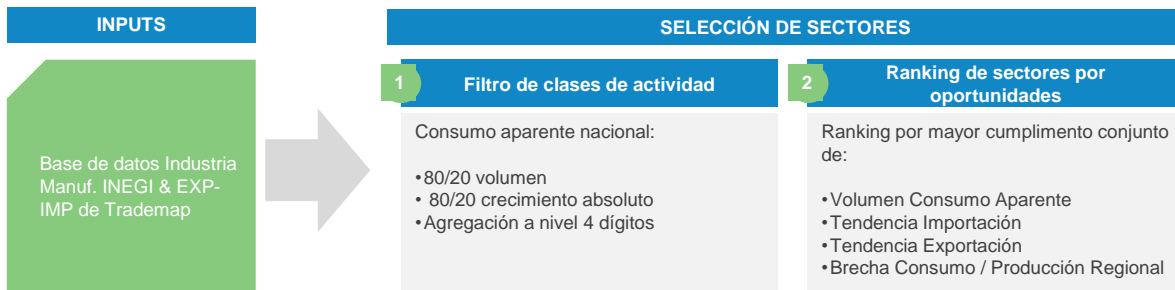 INPUTS
Base de datos Industria
Manuf. INEGI & EXP-
IMP de Trademap
SELECCIÓN DE SECTORES
1
Filtro de clases de actividad
Consumo aparente nacional:
•80/20 volumen
• 80/20 crecimiento absoluto
•Agregación a nivel 4 dígitos
2
Ranking de sectores por
oportunidades
Ranking por mayor cumplimento conjunto
de:
•Volumen Consumo Aparente
•Tendencia Importación
•Tendencia Exportación
•Brecha Consumo / Producción Regional